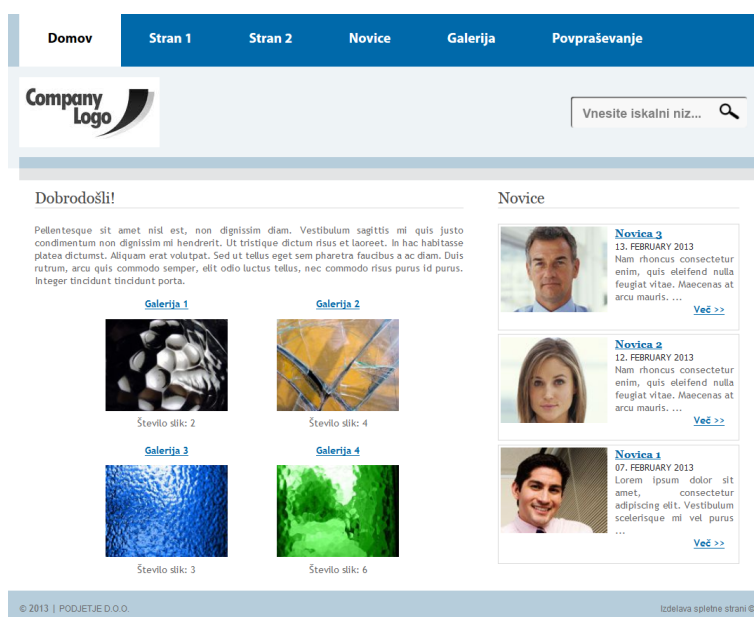 Domov Stran 1 Stran 2 Novice Galerija Povpraševanje
Company
Logo
Vnesite iskalni niz...
Dobrodošli!
Pellentesque sit amet nisl est, non dignissim diam. Vestibulum sagittis mi quis justo
condimentum non dignissim mi hendrerit. Ut tristique dictum risus et laoreet. In hac habitasse
platea dictumst. Aliquam erat volutpat. Sed ut tellus eget sem pharetra faucibus a ac diam. Duis
rutrum, arcu quis commodo semper, elit odio luctus tellus, nec commodo risus purus id purus.
Integer tincidunt tincidunt porta.
Galerija 1 Galerija 2
Število slik: 2 Število slik: 4
Galerija 3 Galerija 4
Število slik: 3 Število slik: 6
Novice
Novica 3
13. FEBRUARY 2013
Nam rhoncus consectetur
enim, quis eleifend nulla
feugiat vitae. Maecenas at
arcu mauris. ...
Več >>
Novica 2
12. FEBRUARY 2013
Nam rhoncus consectetur
enim, quis eleifend nulla
feugiat vitae. Maecenas at
arcu mauris. ...
Več >>
Novica 1
07. FEBRUARY 2013
Lorem ipsum dolor sit
amet, consectetur
adipiscing elit. Vestibulum
scelerisque mi vel purus
...
Več >>
© 2013 | PODJETJE D.O.O. Izdelava spletne strani ©